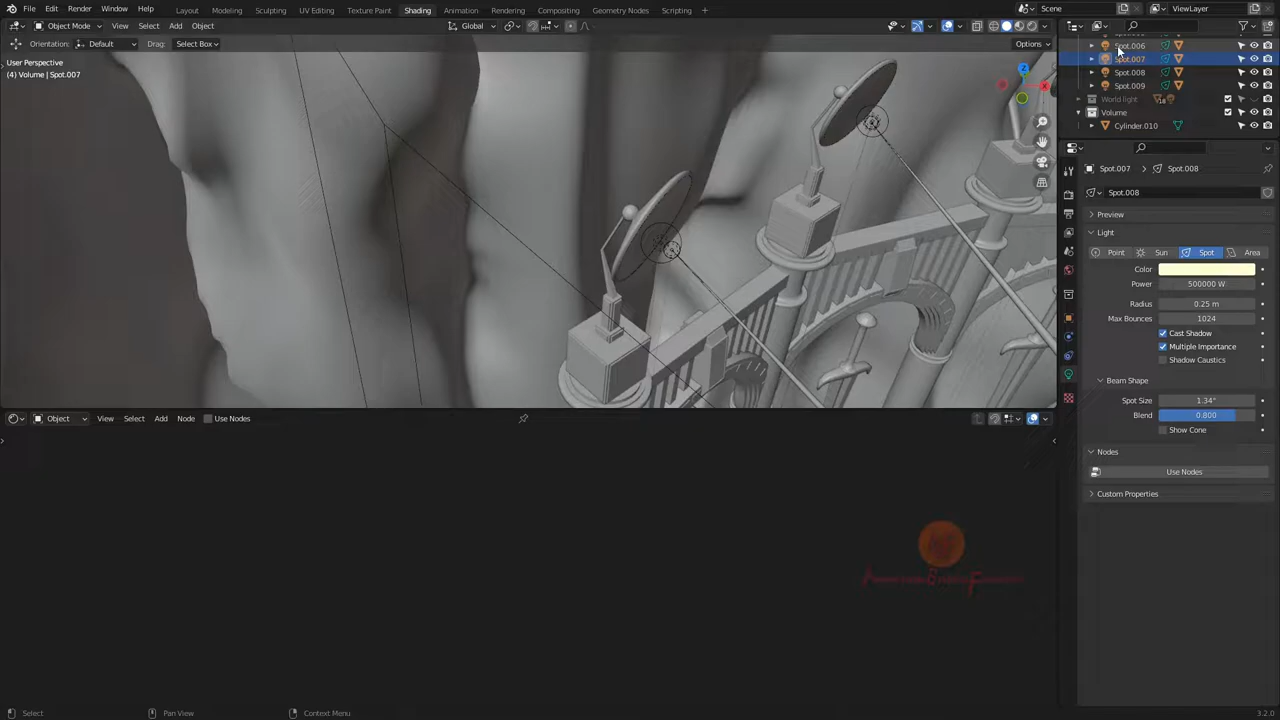 File Edit Render Window Help Layout Modeling Sculpting UV Editing Texture Paint Shading Animation Rendering Compositing Geometry Nodes Scripting + Scene ViewLayer
Object Mode View Select Add Object Global
Orientation: Default Drag: Select Box Options
User Perspective
(4) Volume | Spot.007
Spot.006
Spot.007
Spot.008
Spot.009
World light 18
Volume
Cylinder.010
Spot.007 > Spot.008
Spot.008
Preview
Light
Point Sun Spot Area
Color
Power 500000 W
Radius 0.25 m
Max Bounces 1024
Cast Shadow
Multiple Importance
Shadow Caustics
Beam Shape
Spot Size 1.34°
Blend 0.800
Show Cone
Nodes
Use Nodes
Custom Properties
Object View Select Add Node Use Nodes
Z
X
Select Pan View Context Menu 3.2.0